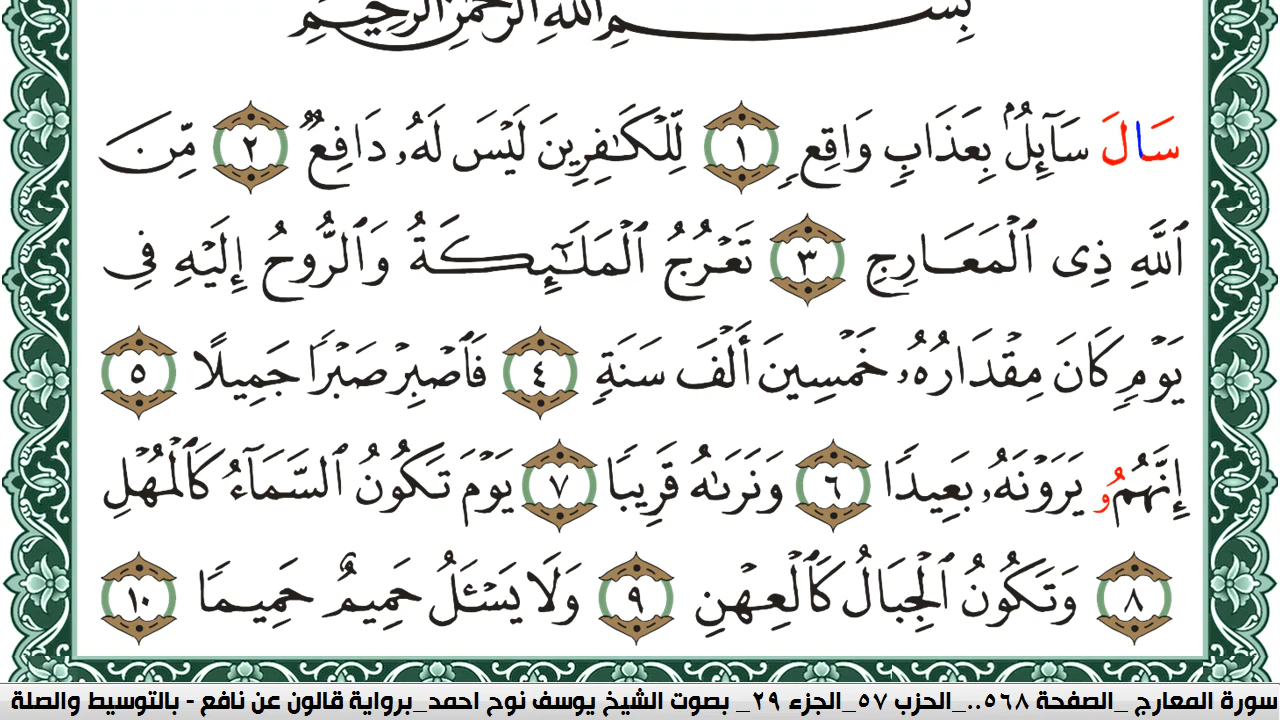 بِسْمِ اللَّهِ الرَّحْمَٰنِ الرَّحِيمِ
سَالَ سَآئِلُۢ بِعَذَابٖ وَاقِعٖ ١ لِّلْكَٰفِرِينَ لَيْسَ لَهُۥ دَافِعٞ ٢ مِّنَ
ٱللَّهِ ذِى ٱلْمَعَارِجِ ٣ تَعْرُجُ ٱلْمَلَٰٓئِكَةُ وَٱلرُّوحُ إِلَيْهِ فِى
يَوْمٖ كَانَ مِقْدَارُهُۥ خَمْسِينَ أَلْفَ سَنَةٖ ٤ فَٱصْبِرْ صَبْرٗا جَمِيلًا ٥
إِنَّهُمُۥ يَرَوْنَهُۥ بَعِيدٗا ٦ وَنَرَىٰهُ قَرِيبٗا ٧ يَوْمَ تَكُونُ ٱلسَّمَآءُ كَٱلْمُهْلِ
٨ وَتَكُونُ ٱلْجِبَالُ كَٱلْعِهْنِ ٩ وَلَا يَسْـَٔلُ حَمِيمٌ حَمِيمٗا ١٠
سورة المعارج _الصفحة ٥٦٨.._الحزب ٥٧_الجزء ٢٩_ بصوت الشيخ يوسف نوح احمد_برواية قالون عن نافع - بالتوسيط والصلة